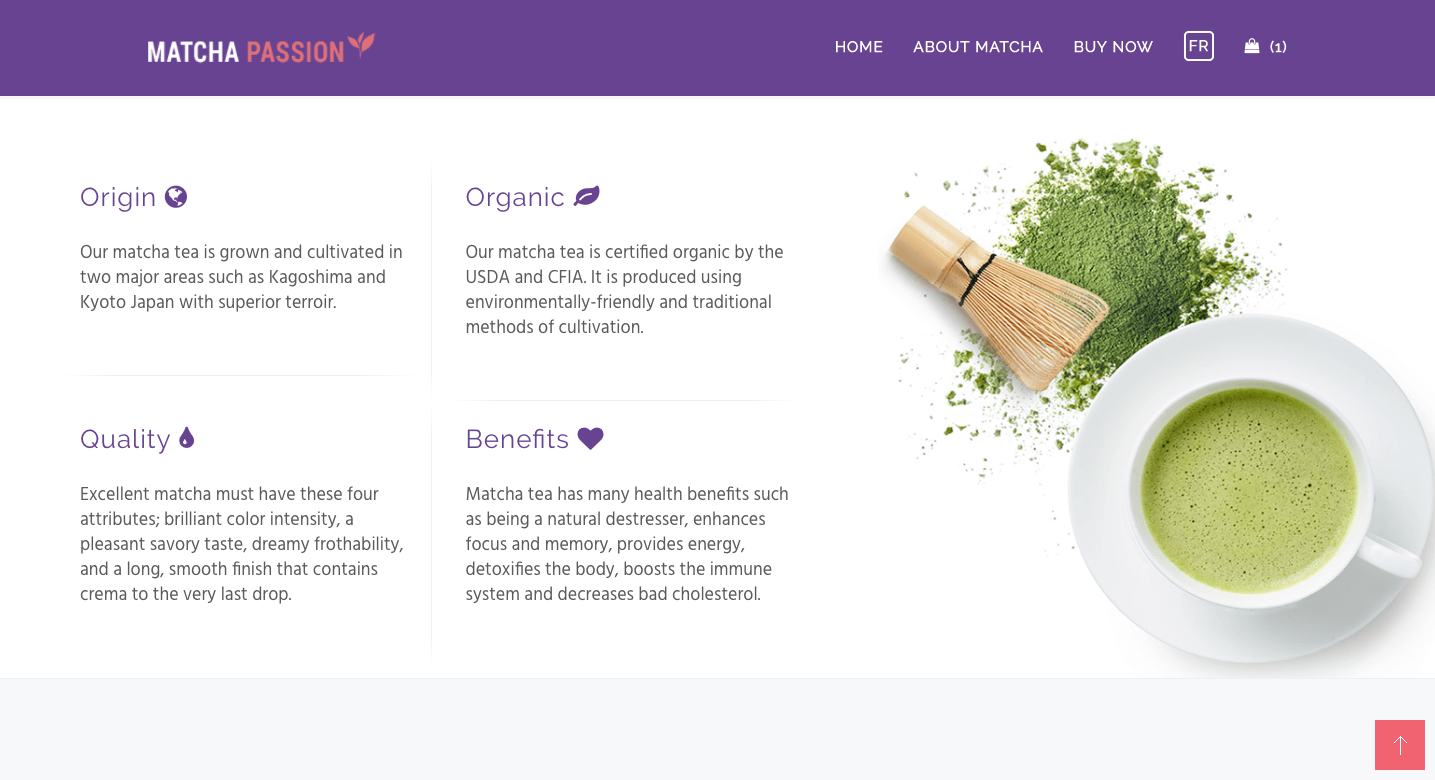 MATCHA PASSION
HOME ABOUT MATCHA BUY NOW FR (1)
Origin
Our matcha tea is grown and cultivated in
two major areas such as Kagoshima and
Kyoto Japan with superior terroir.
Organic
Our matcha tea is certified organic by the
USDA and CFIA. It is produced using
environmentally-friendly and traditional
methods of cultivation.
Quality
Excellent matcha must have these four
attributes; brilliant color intensity, a
pleasant savory taste, dreamy frothability,
and a long, smooth finish that contains
crema to the very last drop.
Benefits
Matcha tea has many health benefits such
as being a natural destresser, enhances
focus and memory, provides energy,
detoxifies the body, boosts the immune
system and decreases bad cholesterol.